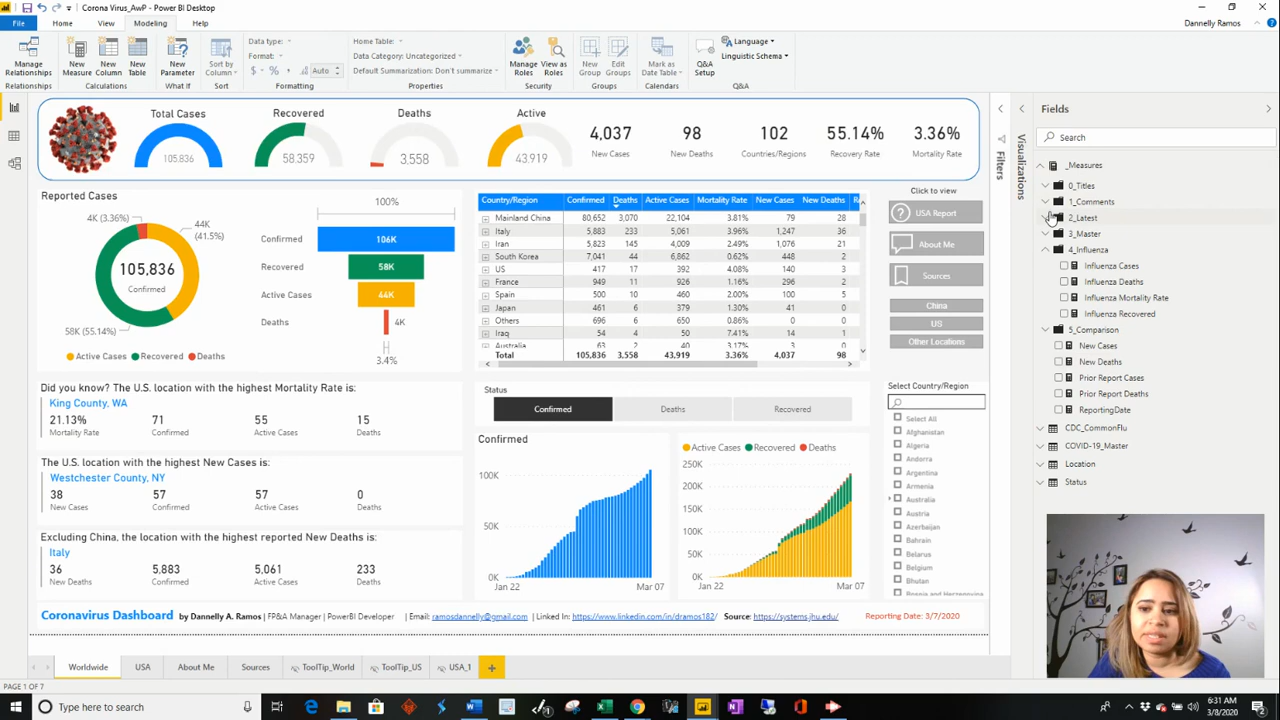 Corona Virus_AwP - Power BI Desktop
File Home View Modeling Help
Dannelly Ramos
Manage Relationships
Relationships
New Measure
New Column
New Table
Calculations
New Parameter
What If
Sort by Column
Sort
Data type:
Format:
$ % , Auto
Formatting
Home Table:
Data Category: Uncategorized
Default Summarization: Don't summarize
Properties
Manage Roles
View as Roles
Security
New Group
Edit Groups
Groups
Mark as Date Table
Calendars
Q&A Setup
Language
Linguistic Schema
Q&A
Total Cases
105,836
Recovered
58,359
Deaths
3,558
Active
43,919
4,037
New Cases
98
New Deaths
102
Countries/Regions
55.14%
Recovery Rate
3.36%
Mortality Rate
Reported Cases
4K (3.36%)
44K (41.5%)
105,836
Confirmed
58K (55.14%)
Active Cases Recovered Deaths
100%
Confirmed 106K
Recovered 58K
Active Cases 44K
Deaths 4K
3.4%
Country/Region Confirmed Deaths Active Cases Mortality Rate New Cases New Deaths
Mainland China 80,652 3,070 22,104 3.81% 79 28
Italy 5,883 233 5,061 3.96% 1,247 36
Iran 5,823 145 4,009 2.49% 1,076 21
South Korea 7,041 44 6,862 0.62% 448 2
US 417 17 392 4.08% 140 3
France 949 11 926 1.16% 296 2
Spain 500 10 460 2.00% 100 5
Japan 461 6 379 1.30% 41 0
Others 696 6 650 0.86% 0 0
Iraq 54 4 50 7.41% 14 1
Australia 63 2 40 3.17% 3 0
Total 105,836 3,558 43,919 3.36% 4,037 98
Click to view
USA Report
About Me
Sources
China
US
Other Locations
Did you know? The U.S. location with the highest Mortality Rate is:
King County, WA
21.13% 71 55 15
Mortality Rate Confirmed Active Cases Deaths
The U.S. location with the highest New Cases is:
Westchester County, NY
38 57 57 0
New Cases Confirmed Active Cases Deaths
Excluding China, the location with the highest reported New Deaths is:
Italy
36 5,883 5,061 233
New Deaths Confirmed Active Cases Deaths
Status
Confirmed Deaths Recovered
Confirmed
100K
50K
0K
Jan 22 Mar 07
Active Cases Recovered Deaths
250K
200K
150K
100K
50K
0K
Jan 22 Mar 07
Select Country/Region
Select All
Afghanistan
Algeria
Andorra
Argentina
Armenia
Australia
Austria
Azerbaijan
Bahrain
Belarus
Belgium
Bhutan
Bosnia and Herzegovina
Coronavirus Dashboard by Dannelly A. Ramos | FP&A Manager | PowerBI Developer | Email: ramosdannelly@gmail.com | Linked In: https://www.linkedin.com/in/dramos182/ Source: https://systems.jhu.edu/ Reporting Date: 3/7/2020
Filters
Visualizations
Fields
Search
_Measures
0_Titles
1_Comments
2_Latest
3_Master
4_Influenza
Influenza Cases
Influenza Deaths
Influenza Mortality Rate
Influenza Recovered
5_Comparison
New Cases
New Deaths
Prior Report Cases
Prior Report Deaths
ReportingDate
CDC_CommonFlu
COVID-19_Master
Location
Status
Worldwide USA About Me Sources ToolTip_World ToolTip_US USA_1
PAGE 1 OF 7
Type here to search
6:31 AM
3/8/2020